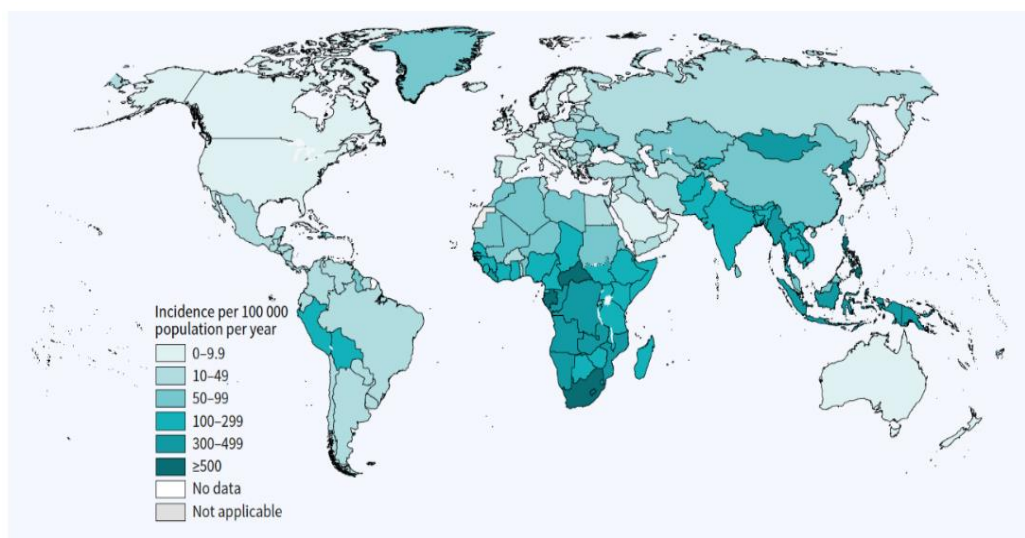 Incidence per 100 000
population per year
0–9.9
10–49
50–99
100–299
300–499
≥500
No data
Not applicable